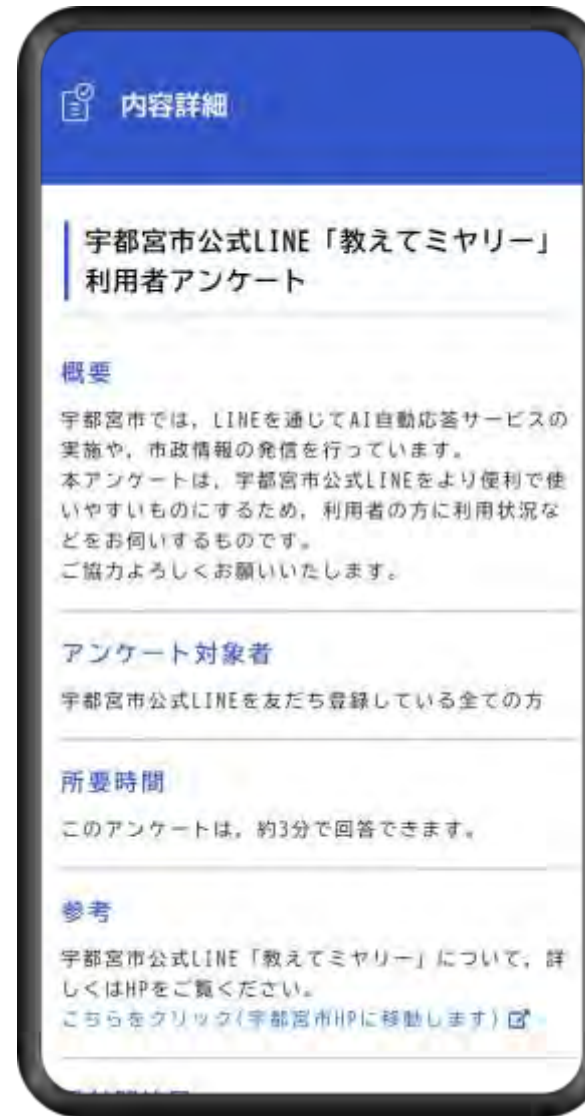 内容詳細
宇都宮市公式LINE「教えてミヤリー」
利用者アンケート
概要
宇都宮市では，LINEを通じてAI自動応答サービスの
実施や，市政情報の発信を行っています。
本アンケートは，宇都宮市公式LINEをより便利で使
いやすいものにするため，利用者の方に利用状況な
どをお伺いするものです。
ご協力よろしくお願いいたします。
アンケート対象者
宇都宮市公式LINEを友だち登録している全ての方
所要時間
このアンケートは，約3分で回答できます。
参考
宇都宮市公式LINE「教えてミヤリー」について，詳
しくはHPをご覧ください。
こちらをクリック(宇都宮市HPに移動します)